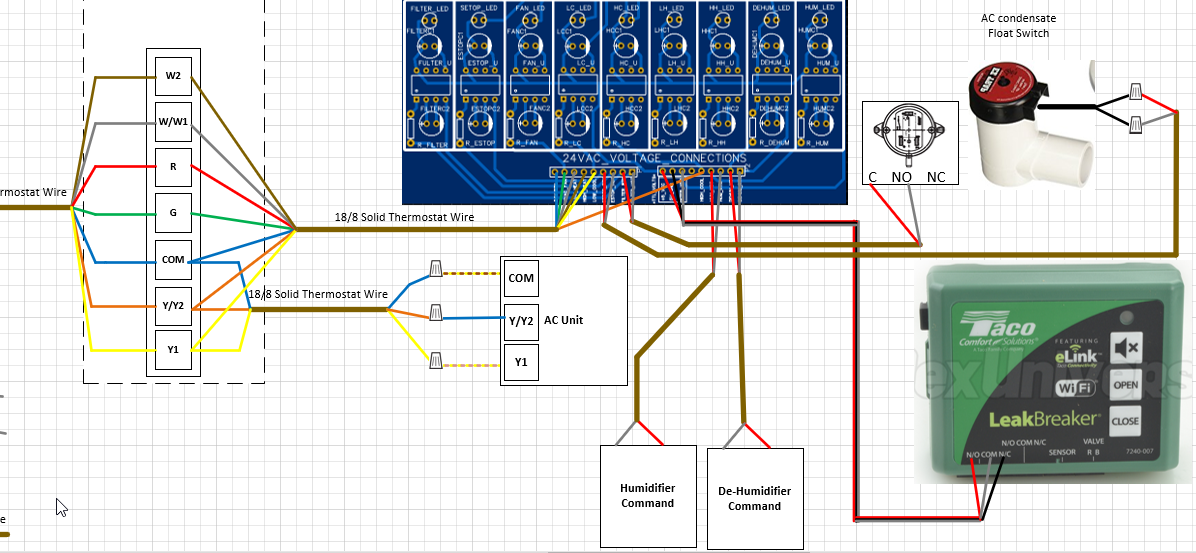 FILTER_LED SETOP_LED FAN_LED LC_LED HC_LED LH_LED HH_LED DEHUM_LED HUM_LED
FILTERC1 ESTOPC1 FANC1 LCC1 HCC1 LHC1 HHC1 DEHUMC1 HUMC1
FULTER_U ESTOP_U FAN_U LC_U HC_U LH_U HH_U DEHUM_U HUM_U
FILTERC2 ESTOPC2 FANC2 LCC2 HCC2 LHC2 HHC2 DEHUMC2 HUMC2
R_FILTER R_ESTOP R_FAN R_LC R_HC R_LH R_HH R_DEHUM R_HUM
24VAC_VOLTAGE_CONNECTIONS
AC condensate
Float Switch
C NO NC
W2
W/W1
R
G
COM
Y/Y2
Y1
rmostat Wire
18/8 Solid Thermostat Wire
18/8 Solid Thermostat Wire
COM
Y/Y2
Y1
AC Unit
Humidifier
Command
De-Humidifier
Command
Taco
Comfort Solutions
FEATURING
eLink
WiFi
OPEN
LeakBreaker
CLOSE
N/O COM N/C
N/O COM N/C
SENSOR
VALVE
R B
7240-007
e